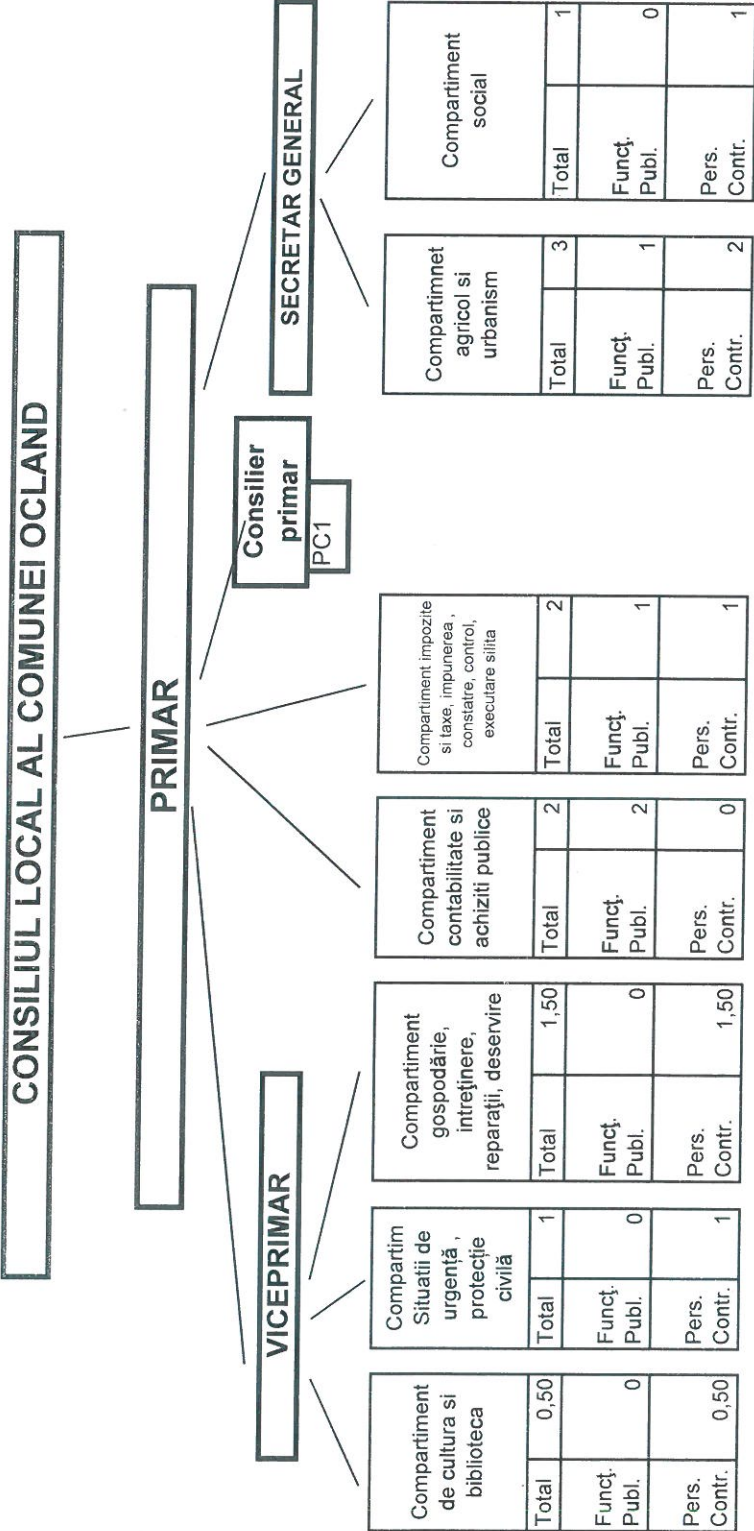 CONSILIUL LOCAL AL COMUNEI OCLAND
PRIMAR
VICEPRIMAR
Consilier
primar
PC1
SECRETAR GENERAL
Compartiment
de cultura si
biblioteca
Total 0,50
Funcţ.
Publ. 0
Pers.
Contr. 0,50
Compartim
Situatii de
urgență ,
protecție
civilă
Total 1
Funcţ.
Publ. 0
Pers.
Contr. 1
Compartiment
gospodărie,
intreţinere,
reparaţii, deservire
Total 1,50
Funcţ.
Publ. 0
Pers.
Contr. 1,50
Compartiment
contabilitate si
achiziti publice
Total 2
Funcţ.
Publ. 2
Pers.
Contr. 0
Compartiment impozite
si taxe, impunerea ,
constatre, control,
executare silita
Total 2
Funcţ.
Publ. 1
Pers.
Contr. 1
Compartimnet
agricol si
urbanism
Total 3
Funcţ.
Publ. 1
Pers.
Contr. 2
Compartiment
social
Total 1
Funcţ.
Publ. 0
Pers.
Contr. 1